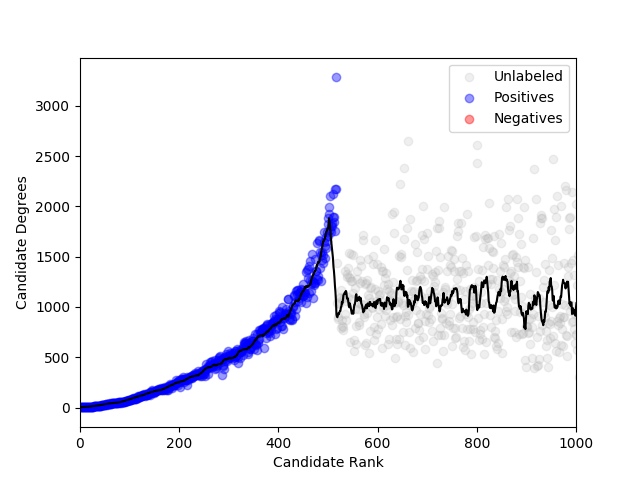 Unlabeled
Positives
Negatives
3000
2500
2000
1500
1000
500
0
Candidate Degrees
0 200 400 600 800 1000
Candidate Rank